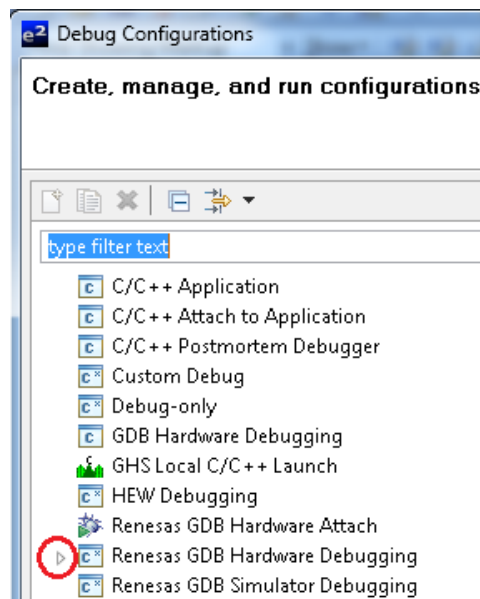 e² Debug Configurations
Create, manage, and run configurations
type filter text
C/C++ Application
C/C++ Attach to Application
C/C++ Postmortem Debugger
Custom Debug
Debug-only
GDB Hardware Debugging
GHS Local C/C++ Launch
HEW Debugging
Renesas GDB Hardware Attach
Renesas GDB Hardware Debugging
Renesas GDB Simulator Debugging